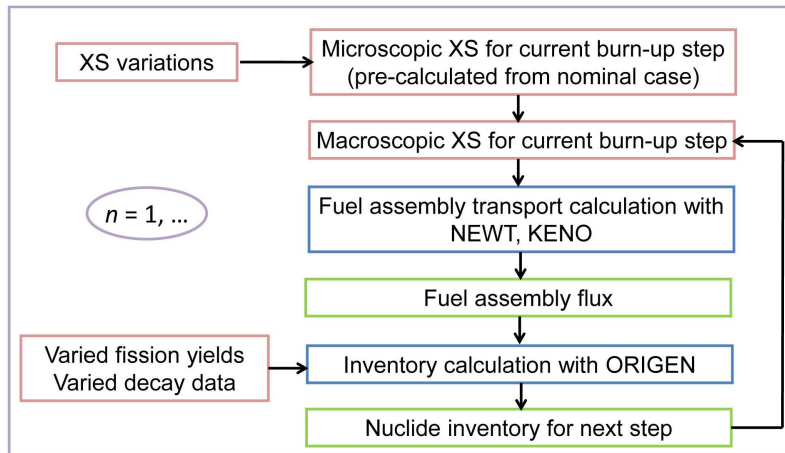 XS variations
Microscopic XS for current burn-up step
(pre-calculated from nominal case)
Macroscopic XS for current burn-up step
n = 1, ...
Fuel assembly transport calculation with
NEWT, KENO
Fuel assembly flux
Varied fission yields
Varied decay data
Inventory calculation with ORIGEN
Nuclide inventory for next step